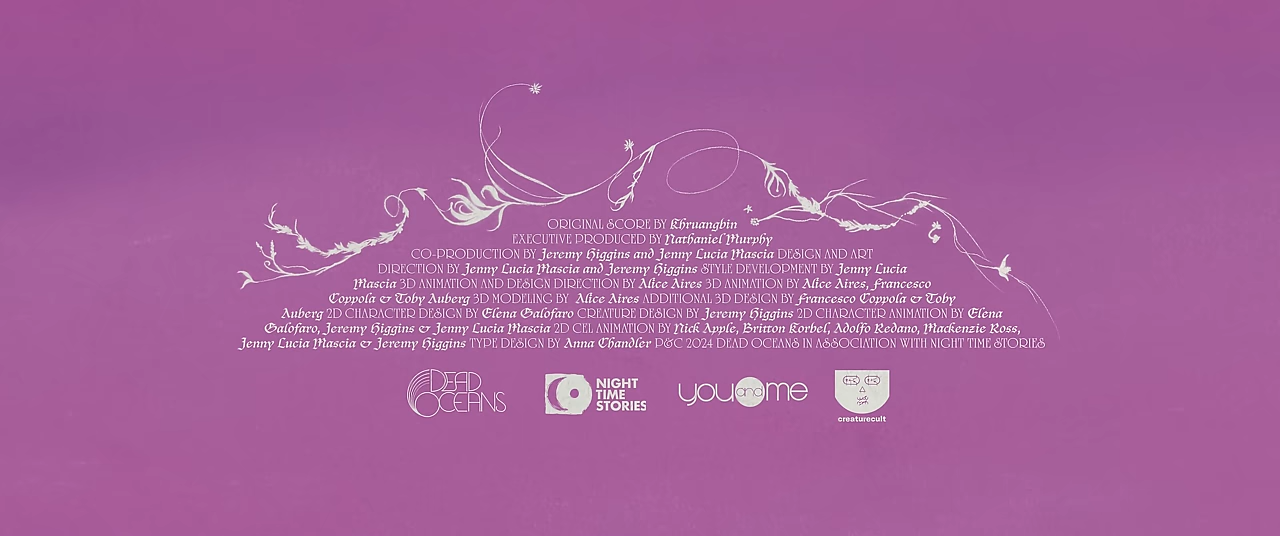 ORIGINAL SCORE BY Khruangbin
EXECUTIVE PRODUCED BY Nathaniel Murphy
CO-PRODUCTION BY Jeremy Higgins and Jenny Lucia Mascia DESIGN AND ART
DIRECTION BY Jenny Lucia Mascia and Jeremy Higgins STYLE DEVELOPMENT BY Jenny Lucia
Mascia 3D ANIMATION AND DESIGN DIRECTION BY Alice Aires 3D ANIMATION BY Alice Aires, Francesco
Coppola & Toby Auberg 3D MODELING BY Alice Aires ADDITIONAL 3D DESIGN BY Francesco Coppola & Toby
Auberg 2D CHARACTER DESIGN BY Elena Galofaro CREATURE DESIGN BY Jeremy Higgins 2D CHARACTER ANIMATION BY Elena
Galofaro, Jeremy Higgins & Jenny Lucia Mascia 2D CEL ANIMATION BY Nick Apple, Britton Korbel, Adolfo Redano, Mackenzie Ross,
Jenny Lucia Mascia & Jeremy Higgins TYPE DESIGN BY Anna Chandler P&C 2024 DEAD OCEANS IN ASSOCIATION WITH NIGHT TIME STORIES
DEAD
OCEANS
NIGHT
TIME
STORIES
you and me
creaturecult